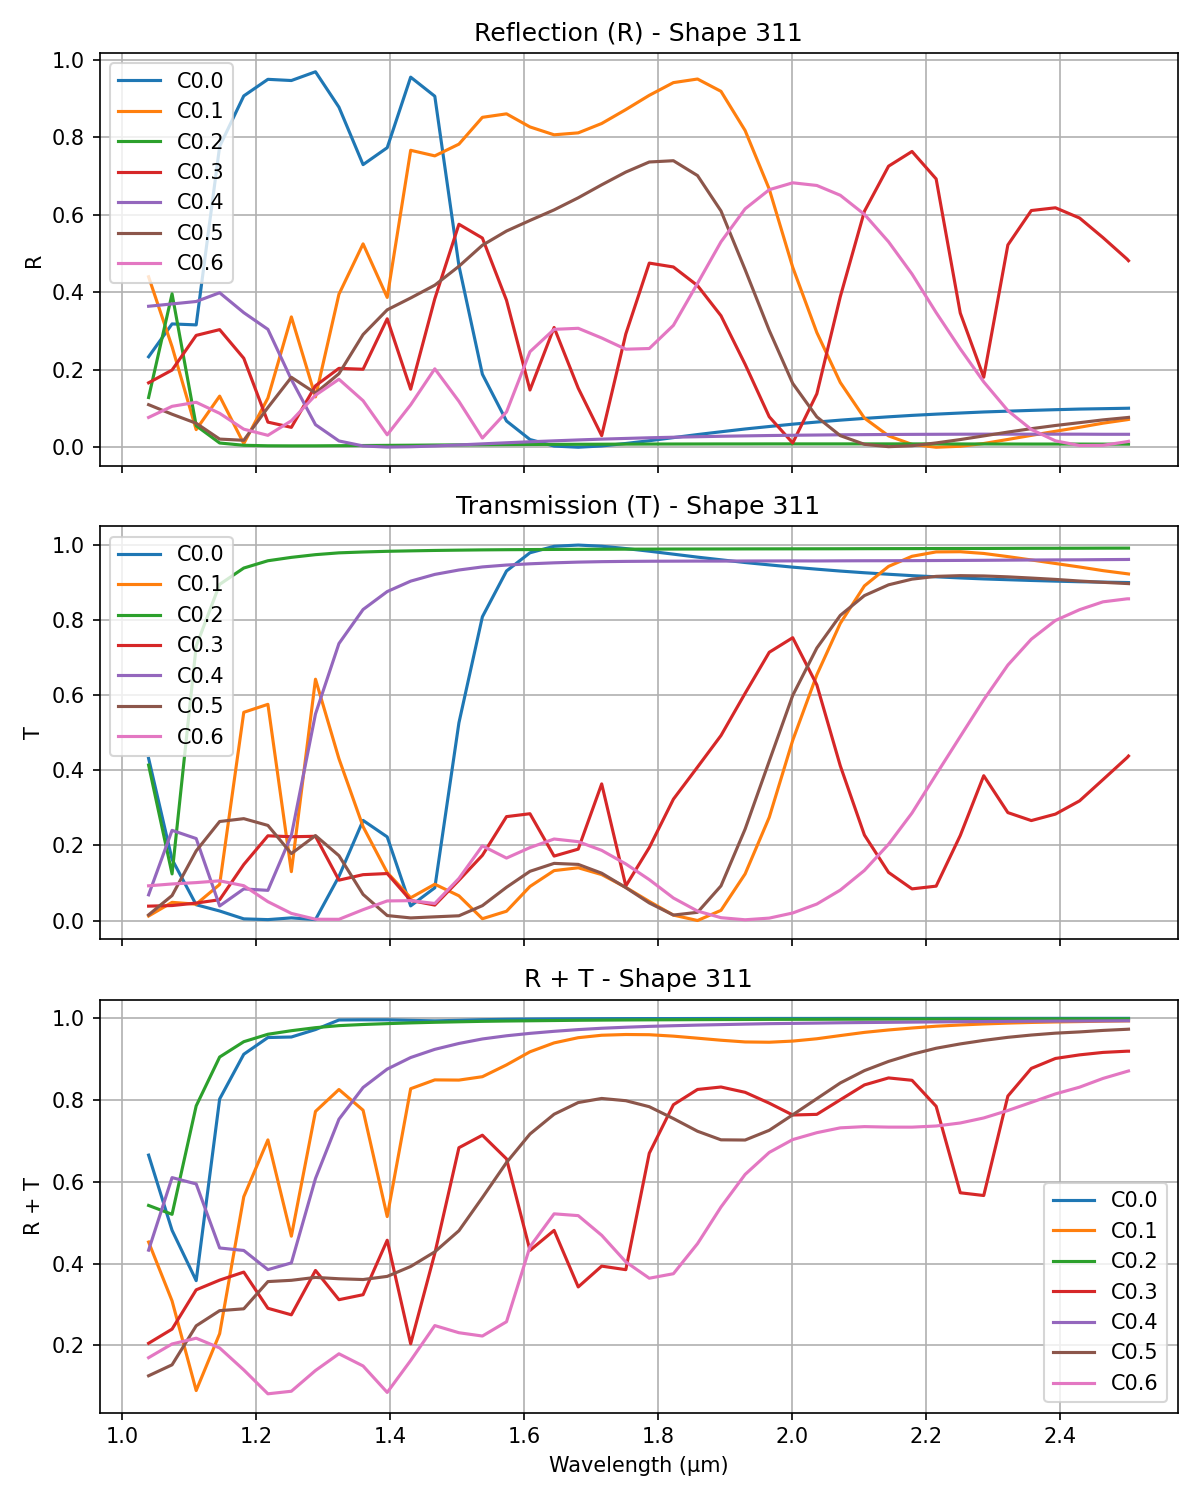 Reflection (R) - Shape 311
1.0
0.8
0.6
0.4
0.2
0.0
R
C0.0
C0.1
C0.2
C0.3
C0.4
C0.5
C0.6
Transmission (T) - Shape 311
1.0
0.8
0.6
0.4
0.2
0.0
T
C0.0
C0.1
C0.2
C0.3
C0.4
C0.5
C0.6
R + T - Shape 311
1.0
0.8
0.6
0.4
0.2
R + T
C0.0
C0.1
C0.2
C0.3
C0.4
C0.5
C0.6
1.0 1.2 1.4 1.6 1.8 2.0 2.2 2.4
Wavelength (μm)